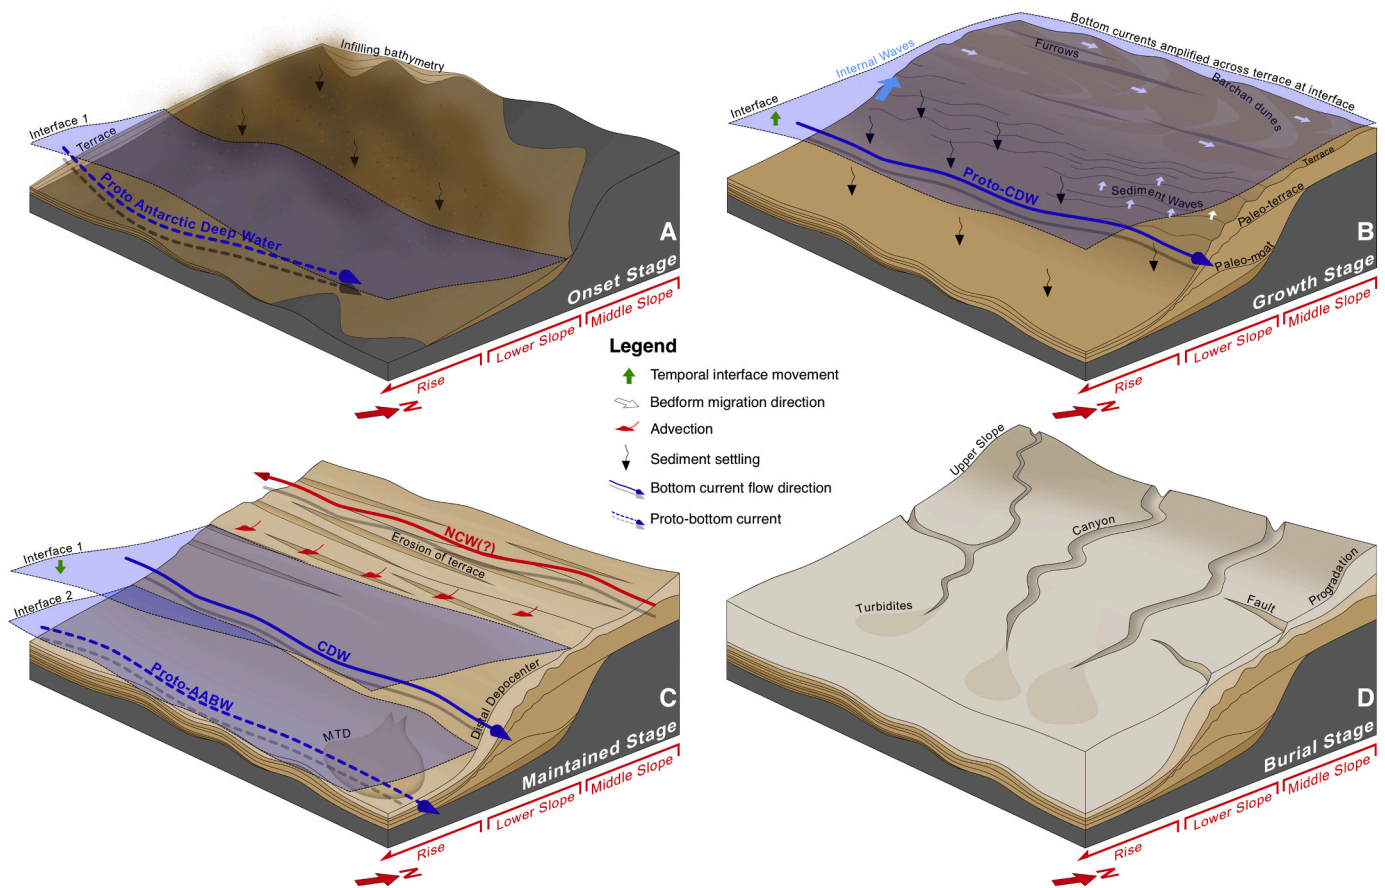 Infilling bathymetry
Interface 1
Terrace
Proto Antarctic Deep Water
A
Onset Stage
Middle Slope
Lower Slope
Rise
N
Bottom currents amplified across terrace at interface
Furrows
Internal Waves
Barchan dunes
Interface
Terrace
Proto-CDW
Sediment Waves
Paleo-terrace
Paleo-moat
B
Growth Stage
Middle Slope
Lower Slope
Rise
N
Legend
Temporal interface movement
Bedform migration direction
Advection
Sediment settling
Bottom current flow direction
Proto-bottom current
NCW(?)
Erosion of terrace
Interface 1
Interface 2
CDW
Proto-AABW
Distal Depocenter
MTD
C
Maintained Stage
Middle Slope
Lower Slope
Rise
N
Upper Slope
Canyon
Turbidites
Fault
Progradation
D
Burial Stage
Middle Slope
Lower Slope
Rise
N